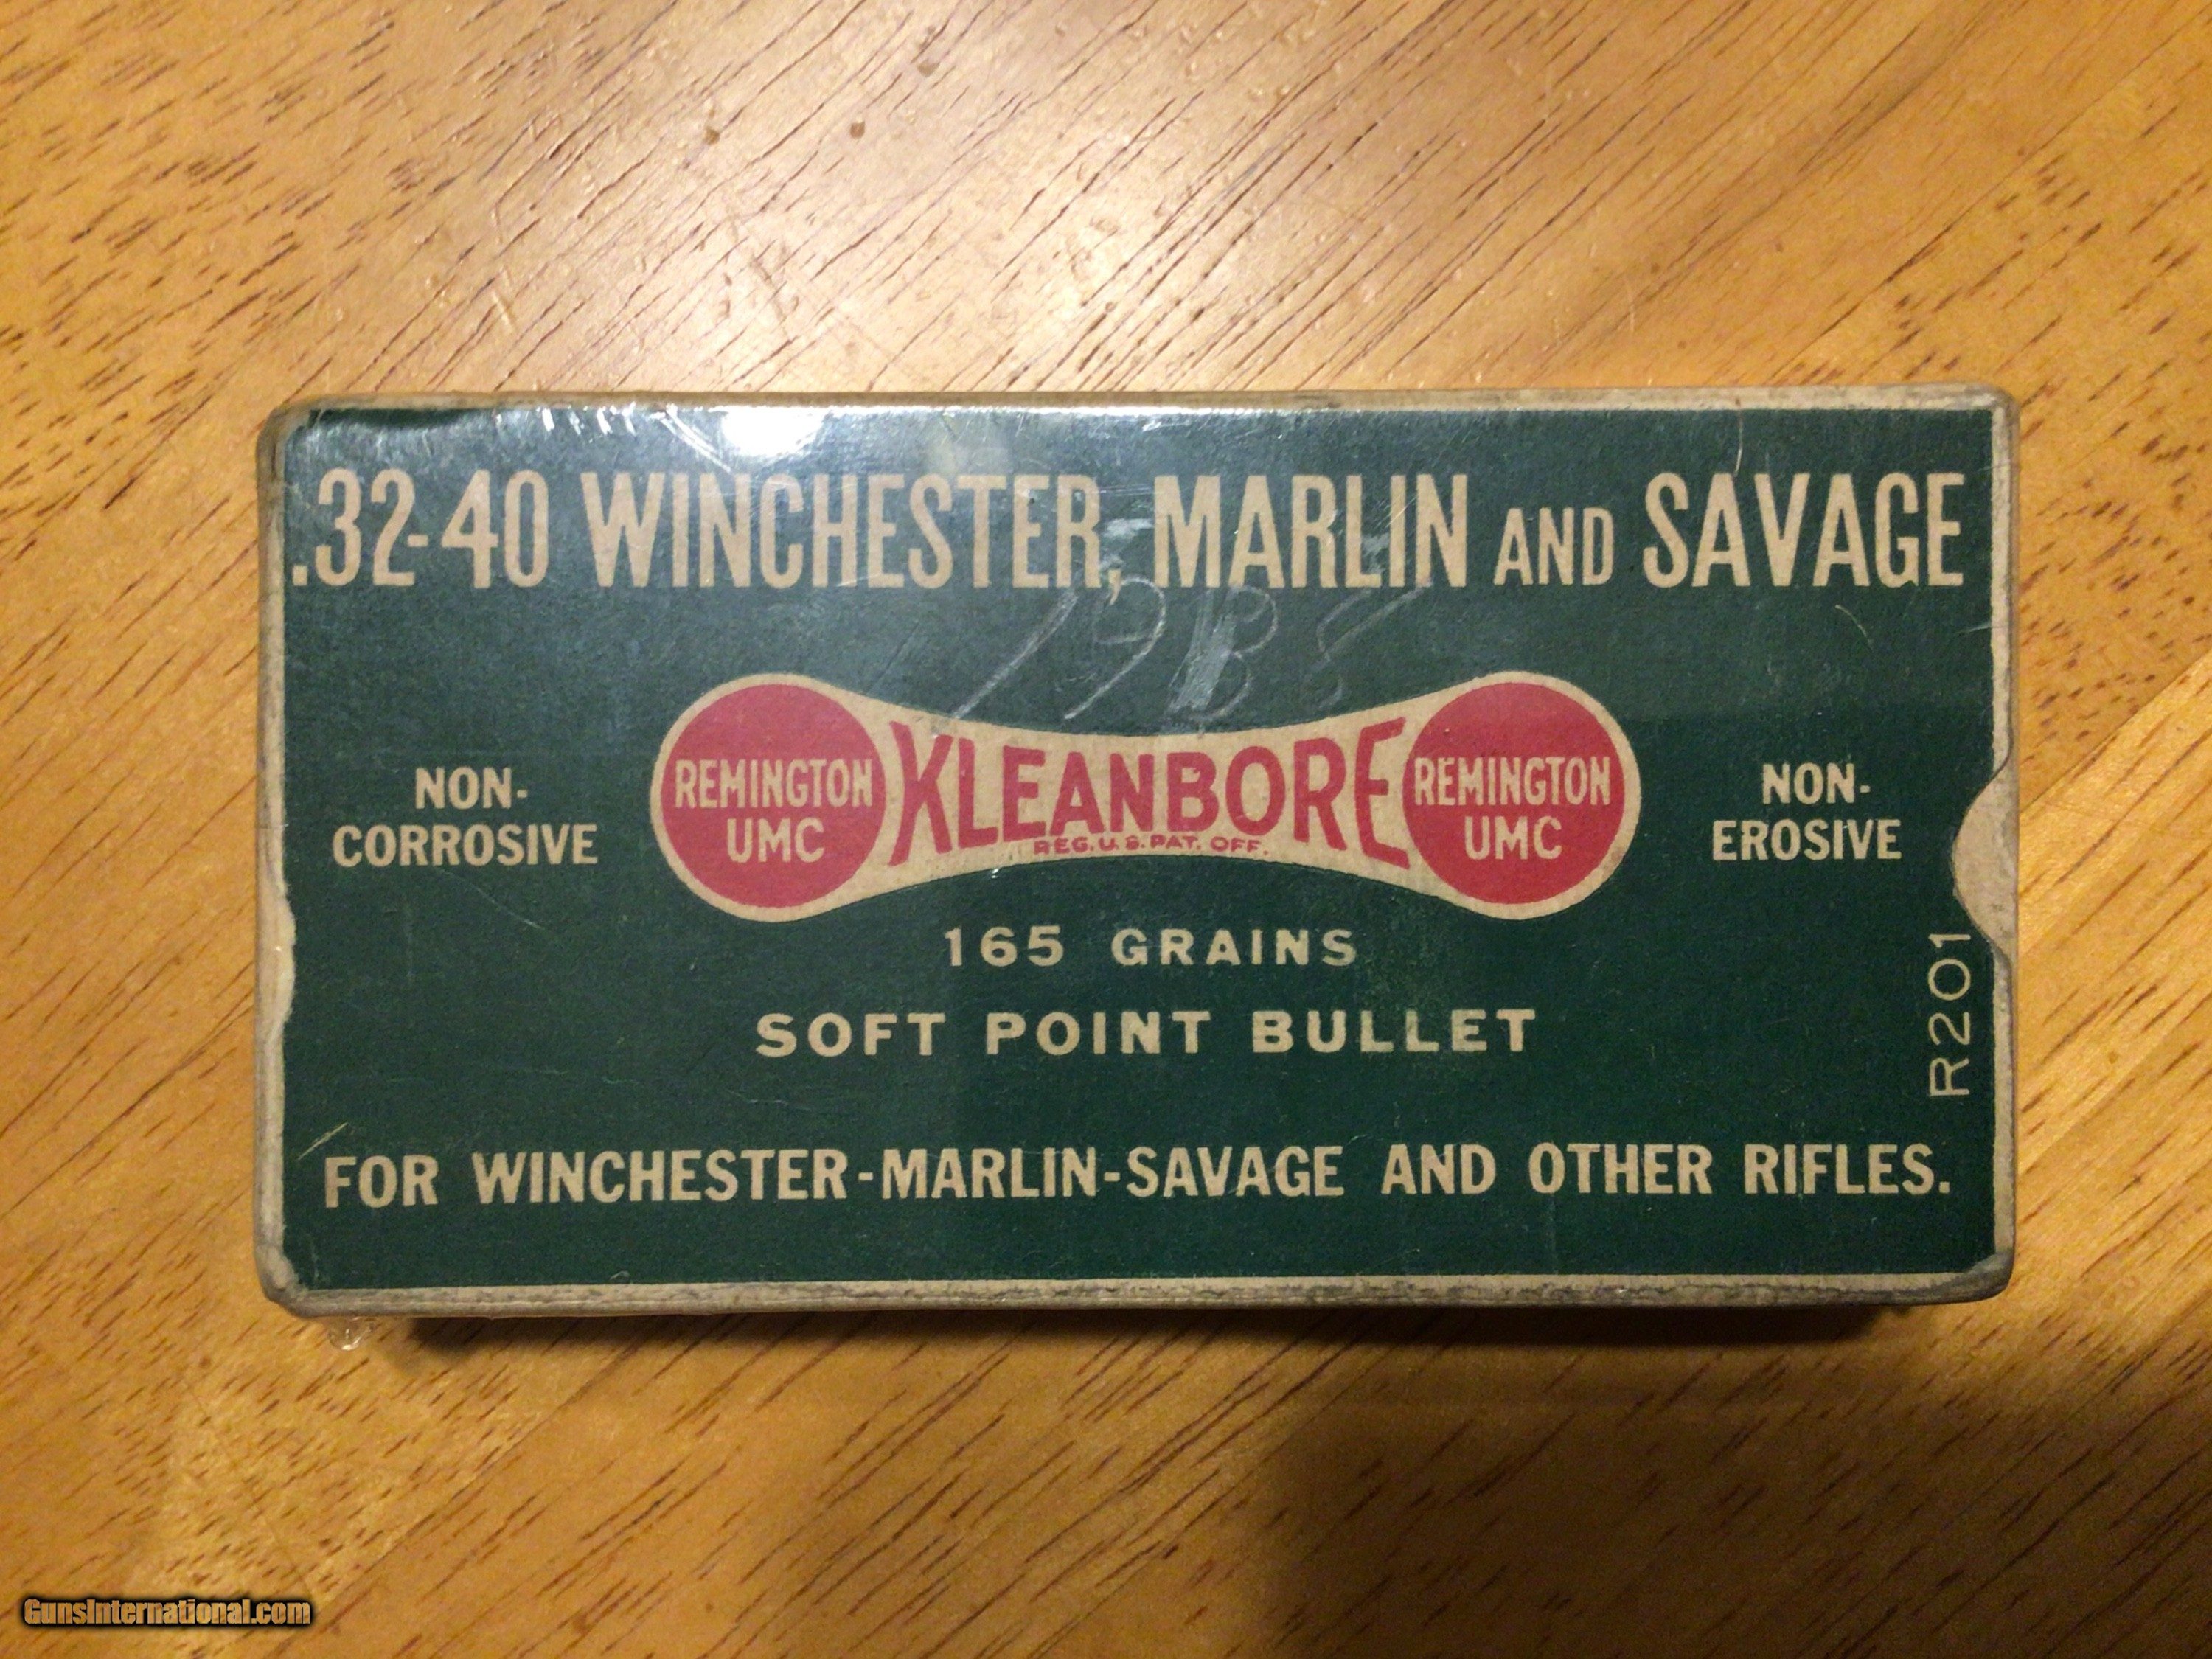 .32-40 WINCHESTER, MARLIN AND SAVAGE
NON-
CORROSIVE
REMINGTON
UMC
KLEANBORE
REG. U. S. PAT. OFF.
REMINGTON
UMC
NON-
EROSIVE
165 GRAINS
SOFT POINT BULLET
R201
FOR WINCHESTER-MARLIN-SAVAGE AND OTHER RIFLES.
GunsInternational.com